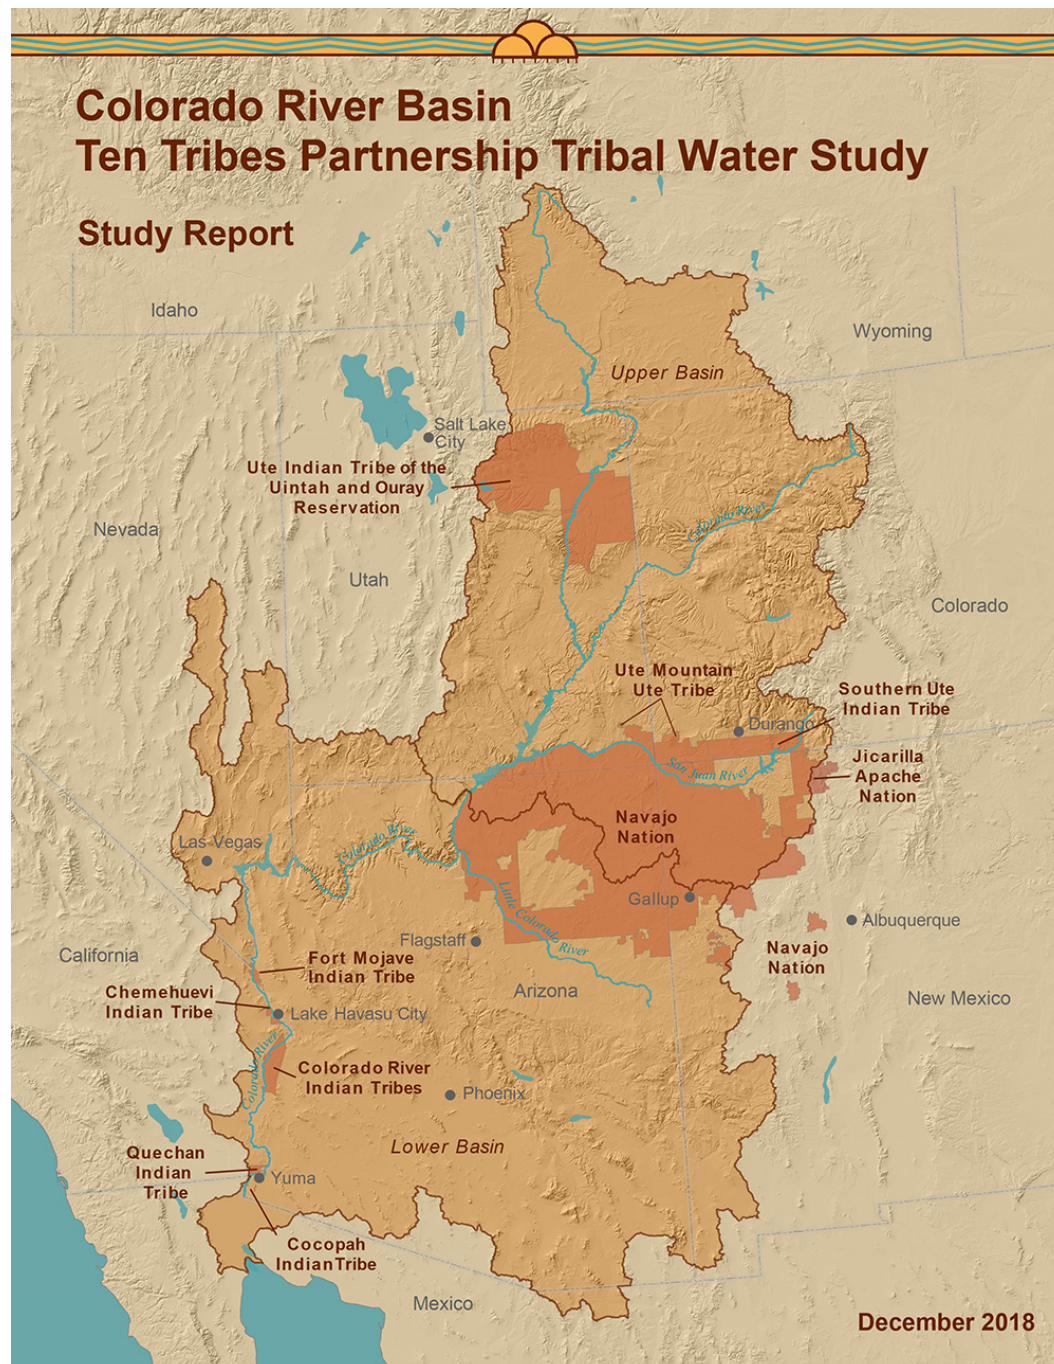 Colorado River Basin
Ten Tribes Partnership Tribal Water Study
Study Report
Idaho
Wyoming
Upper Basin
Salt Lake
City
Ute Indian Tribe of the
Uintah and Ouray
Reservation
Colorado River
Nevada
Utah
Colorado
Ute Mountain
Ute Tribe
Southern Ute
Indian Tribe
Durango
Jicarilla
Apache
Nation
San Juan River
Navajo
Nation
Las Vegas
Colorado River
Gallup
Little Colorado River
Albuquerque
Flagstaff
Navajo
Nation
California
Fort Mojave
Indian Tribe
Arizona
Chemehuevi
Indian Tribe
New Mexico
Lake Havasu City
Colorado River
Colorado River
Indian Tribes
Phoenix
Lower Basin
Quechan
Indian
Tribe
Yuma
Cocopah
IndianTribe
Mexico
December 2018